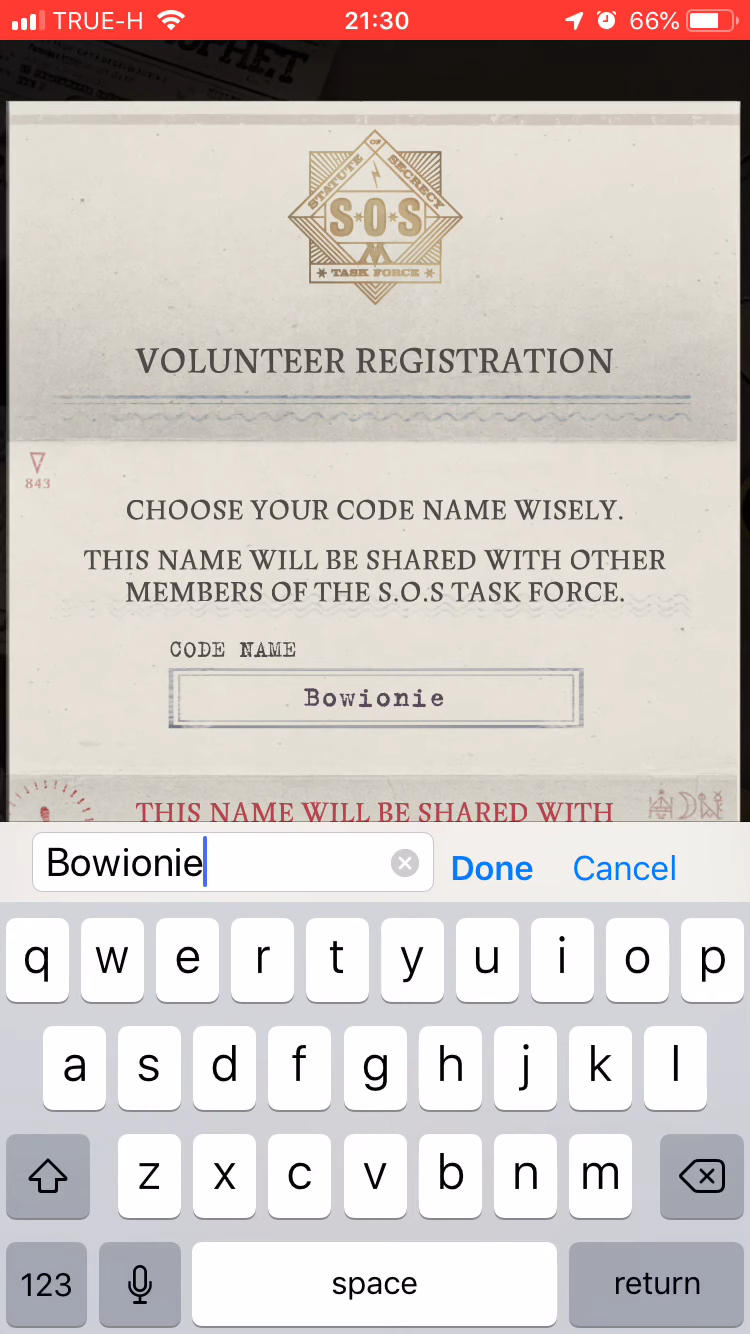 TRUE-H 21:30 66%
PHET
STATUTE OF SECRECY
S*O*S
M
* TASK FORCE *
VOLUNTEER REGISTRATION
843
CHOOSE YOUR CODE NAME WISELY.
THIS NAME WILL BE SHARED WITH OTHER
MEMBERS OF THE S.O.S TASK FORCE.
CODE NAME
Bowionie
THIS NAME WILL BE SHARED WITH
Bowionie Done Cancel
q w e r t y u i o p
a s d f g h j k l
z x c v b n m
123 space return